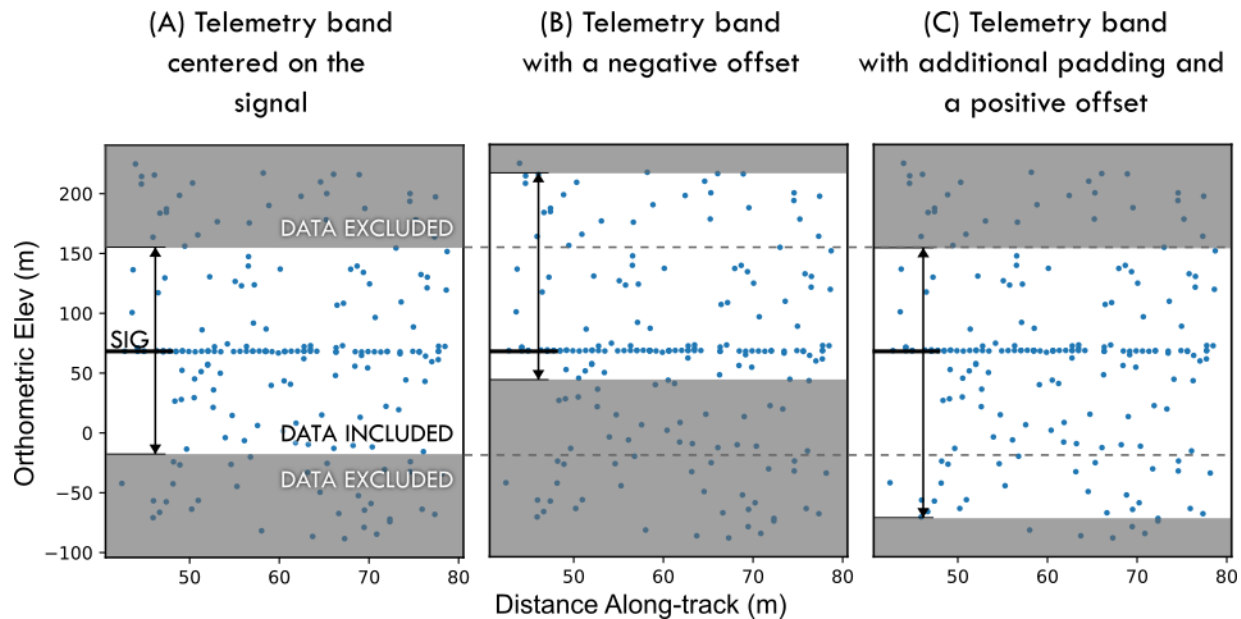 (A) Telemetry band
centered on the
signal
(B) Telemetry band
with a negative offset
(C) Telemetry band
with additional padding and
a positive offset
Orthometric Elev (m)
200
150
100
50
0
−50
−100
DATA EXCLUDED
SIG
DATA INCLUDED
DATA EXCLUDED
50 60 70 80
50 60 70 80
50 60 70 80
Distance Along-track (m)